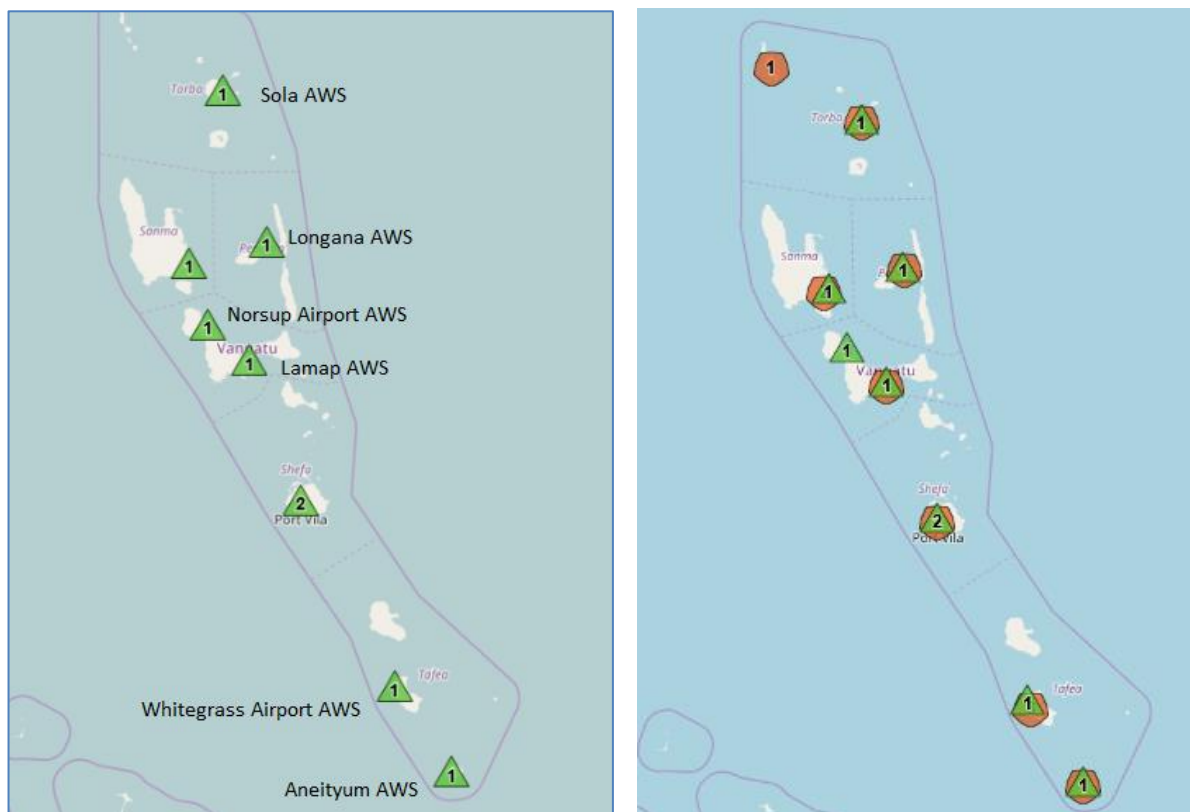 Torba
1
Sola AWS
Sanma
1
Longana AWS
1
Norsup Airport AWS
1
1
Lamap AWS
Shefa
2
Port Vila
Tafea
1
Whitegrass Airport AWS
1
Aneityum AWS
1
Torba
1
Sanma
1
1
1
Shefa
2
Port Vila
Tafea
1
1